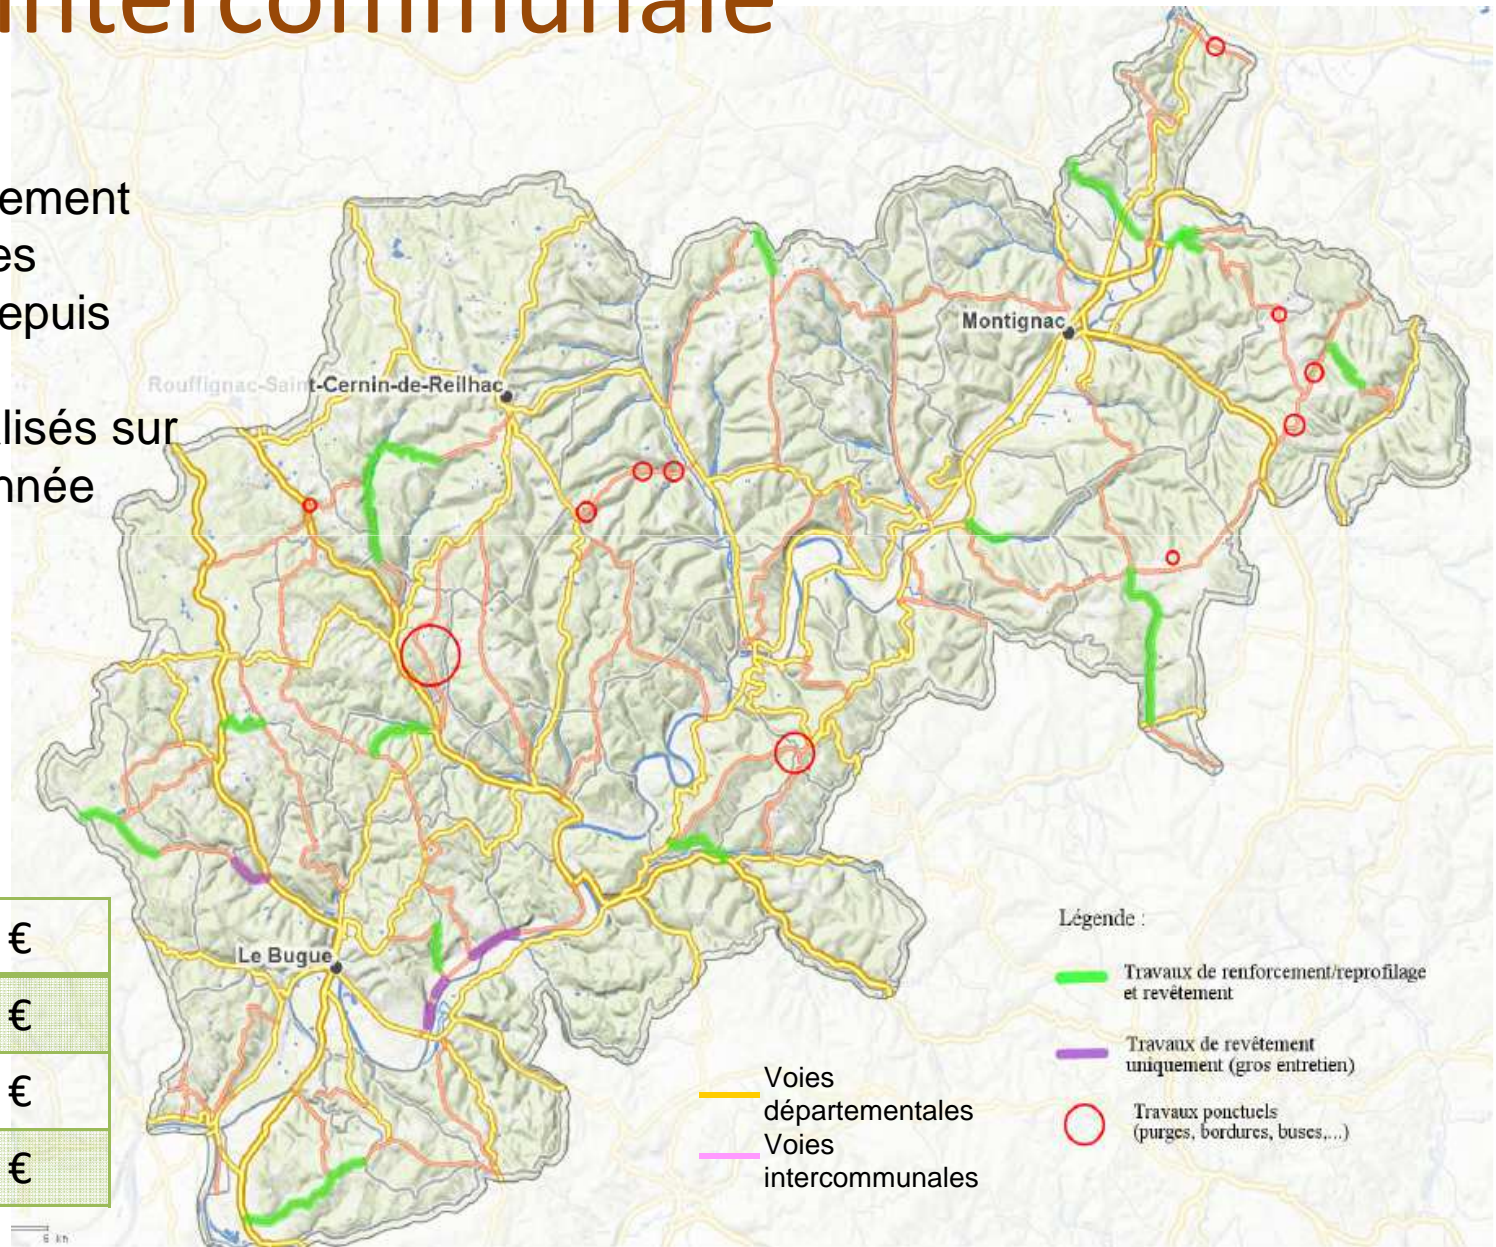 intercommunale
ement
es
epuis
lisés sur
nnée
Montignac
Rouffignac-Saint-Cernin-de-Reilhac
Le Bugue
€
€
€
€
Légende :
Travaux de renforcement/reprofilage
et revêtement
Travaux de revêtement
uniquement (gros entretien)
Travaux ponctuels
(purges, bordures, buses,...)
Voies
départementales
Voies
intercommunales